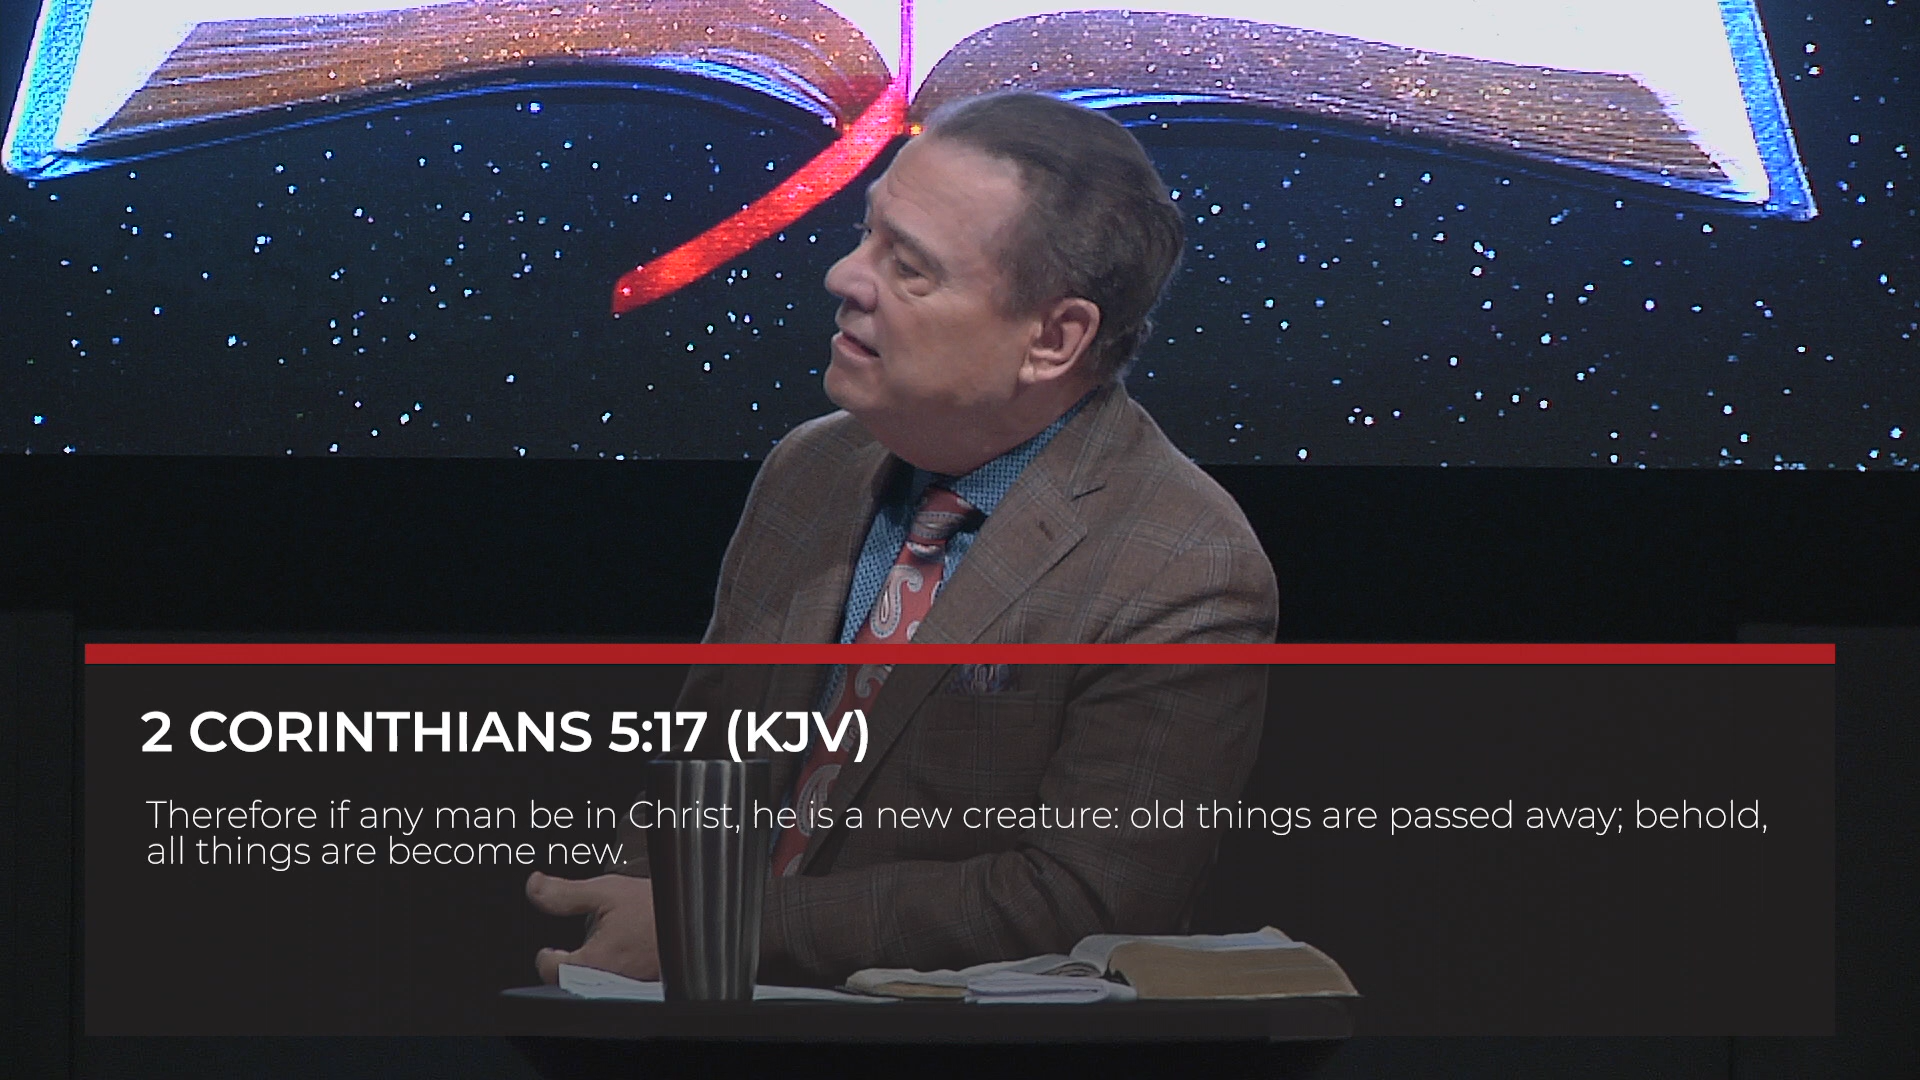 2 CORINTHIANS 5:17 (KJV)
Therefore if any man be in Christ, he is a new creature: old things are passed away; behold,
all things are become new.